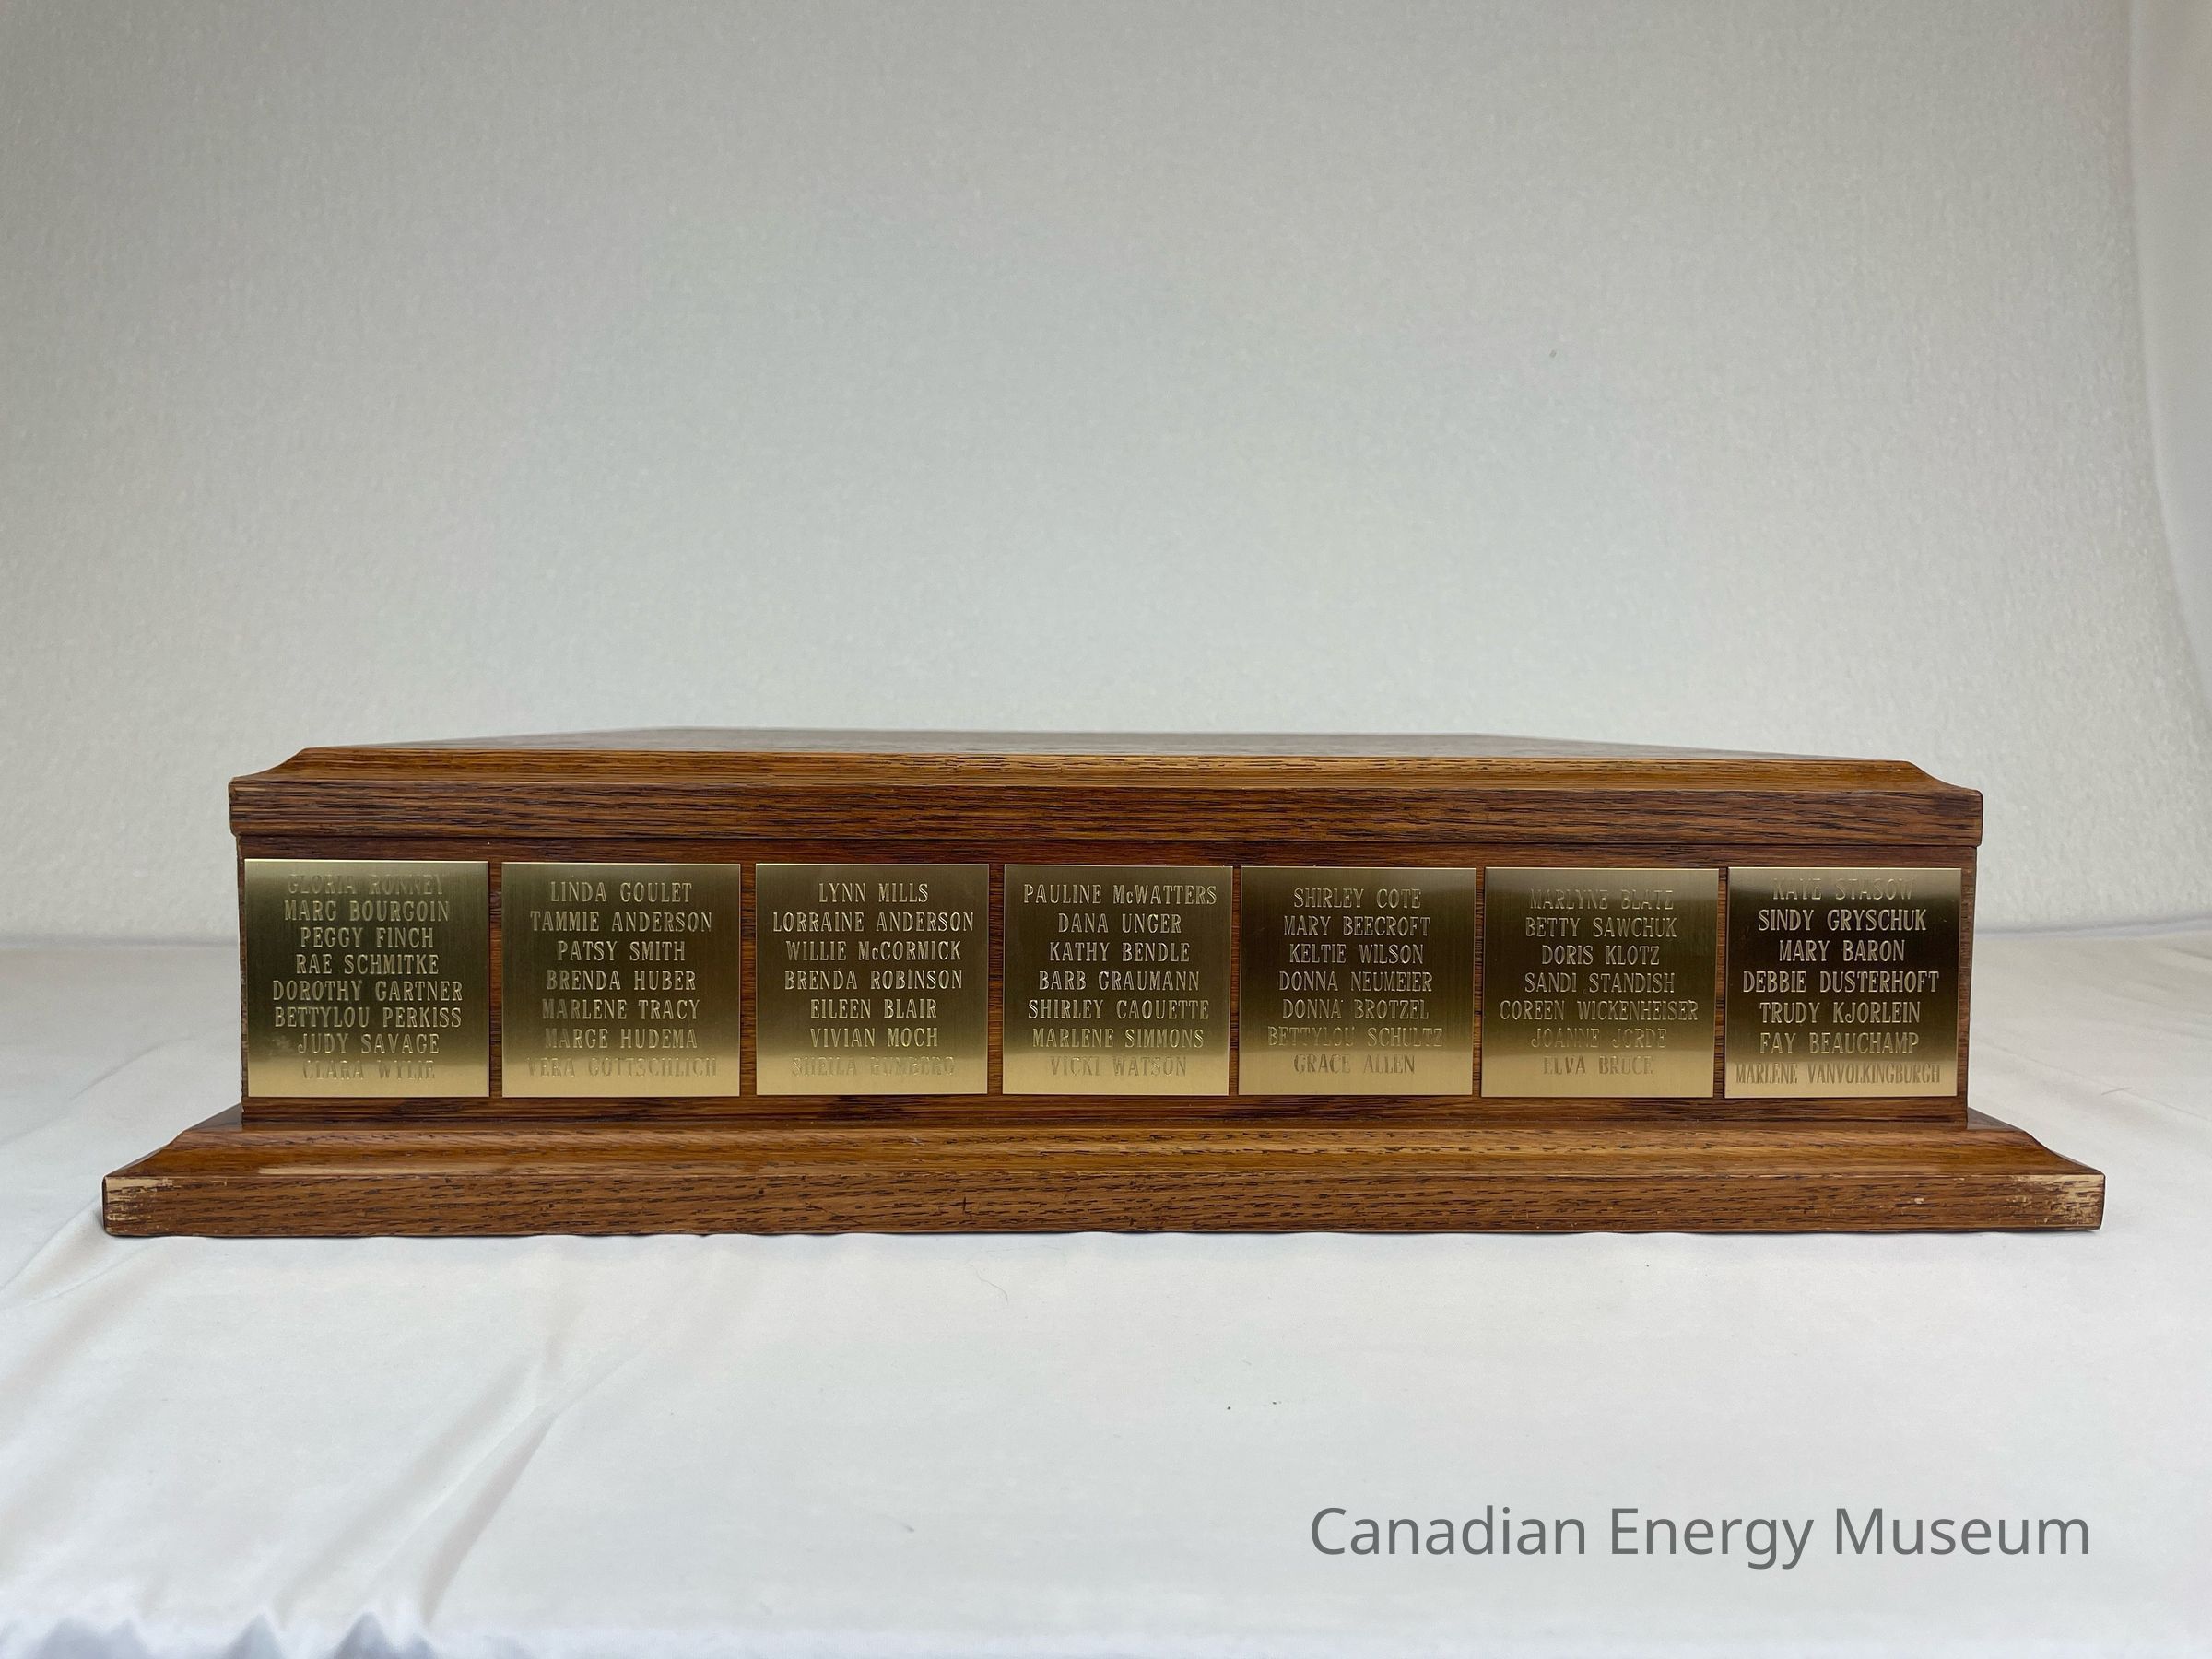 GLORIA RONNEY
MARG BOURGOIN
PEGGY FINCH
RAE SCHMITKE
DOROTHY GARTNER
BETTYLOU PERKISS
JUDY SAVAGE
CLARA WYLIE
LINDA GOULET
TAMMIE ANDERSON
PATSY SMITH
BRENDA HUBER
MARLENE TRACY
MARGE HUDEMA
VERA GOTTSCHLICH
LYNN MILLS
LORRAINE ANDERSON
WILLIE McCORMICK
BRENDA ROBINSON
EILEEN BLAIR
VIVIAN MOCH
SHEILA
PAULINE McWATTERS
DANA UNGER
KATHY BENDLE
BARB GRAUMANN
SHIRLEY CAOUETTE
MARLENE SIMMONS
VICKI WATSON
SHIRLEY COTE
MARY BEECROFT
KELTIE WILSON
DONNA NEUMEIER
DONNA BROTZEL
BETTYLOU SCHULTZ
GRACE ALLEN
MARLYNE BLATZ
BETTY SAWCHUK
DORIS KLOTZ
SANDI STANDISH
COREEN WICKENHEISER
JOANNE JORDE
ELVA BRUCE
KAYE STASOW
SINDY GRYSCHUK
MARY BARON
DEBBIE DUSTERHOFT
TRUDY KJORLEIN
FAY BEAUCHAMP
MARLENE VANVOLKINGBURGH
Canadian Energy Museum